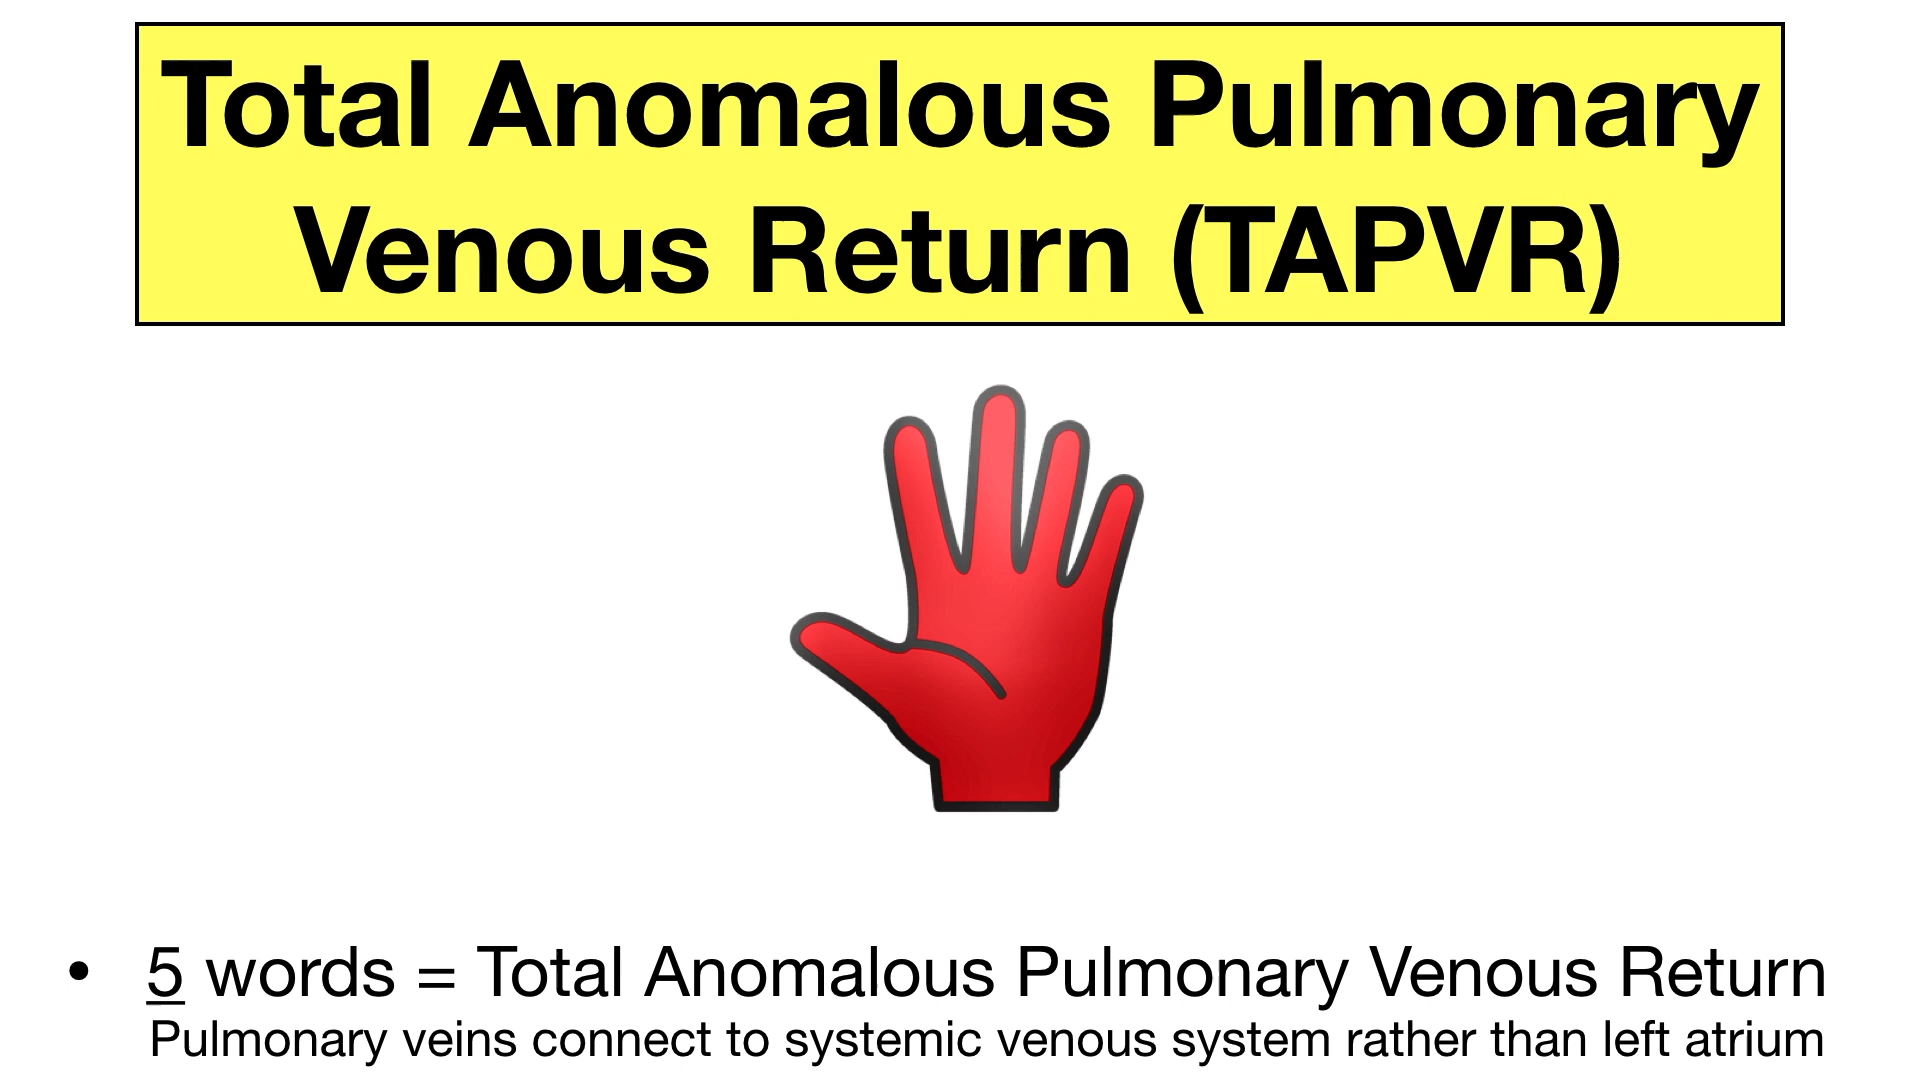 Total Anomalous Pulmonary
Venous Return (TAPVR)
• 5 words = Total Anomalous Pulmonary Venous Return
Pulmonary veins connect to systemic venous system rather than left atrium